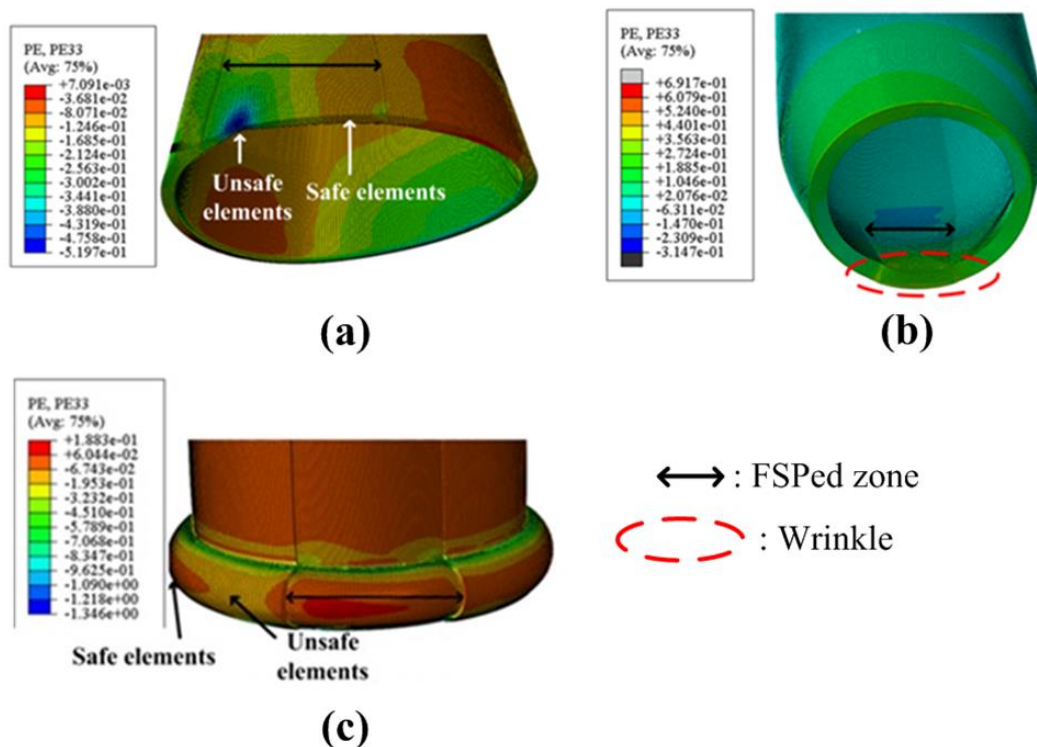 PE, PE33
(Avg: 75%)
+7.091e-03
-3.681e-02
-8.071e-02
-1.246e-01
-1.685e-01
-2.124e-01
-2.563e-01
-3.002e-01
-3.441e-01
-3.880e-01
-4.319e-01
-4.758e-01
-5.197e-01
Unsafe
elements
Safe elements
(a)
PE, PE33
(Avg: 75%)
+6.917e-01
+6.079e-01
+5.240e-01
+4.401e-01
+3.563e-01
+2.724e-01
+1.885e-01
+1.046e-01
+2.076e-02
-6.311e-02
-1.470e-01
-2.309e-01
-3.147e-01
(b)
PE, PE33
(Avg: 75%)
+1.883e-01
+6.044e-02
-6.743e-02
-1.953e-01
-3.232e-01
-4.510e-01
-5.789e-01
-7.068e-01
-8.347e-01
-9.625e-01
-1.090e+00
-1.218e+00
-1.346e+00
Safe elements
Unsafe
elements
(c)
: FSPed zone
: Wrinkle